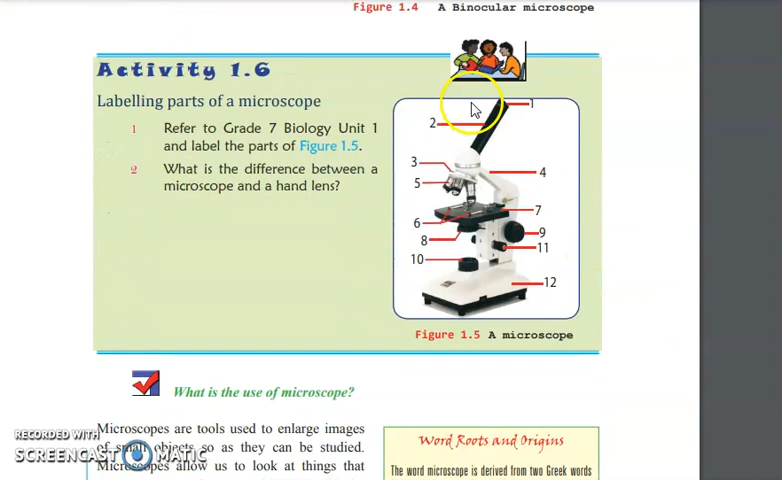 Figure 1.4 A Binocular microscope
Activity 1.6
Labelling parts of a microscope
1 Refer to Grade 7 Biology Unit 1
and label the parts of Figure 1.5.
2 What is the difference between a
microscope and a hand lens?
1
2
3
4
5
7
6
9
8
11
10
12
Figure 1.5 A microscope
What is the use of microscope?
Microscopes are tools used to enlarge images
of small objects so as they can be studied.
Microscopes allow us to look at things that
Word Roots and Origins
The word microscope is derived from two Greek words
RECORDED WITH
SCREENCAST MATIC